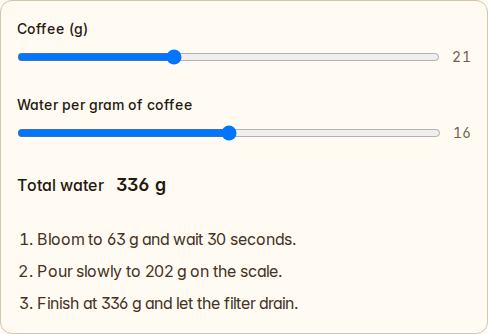 Coffee (g)
21
Water per gram of coffee
16
Total water 336 g
1. Bloom to 63 g and wait 30 seconds.
2. Pour slowly to 202 g on the scale.
3. Finish at 336 g and let the filter drain.